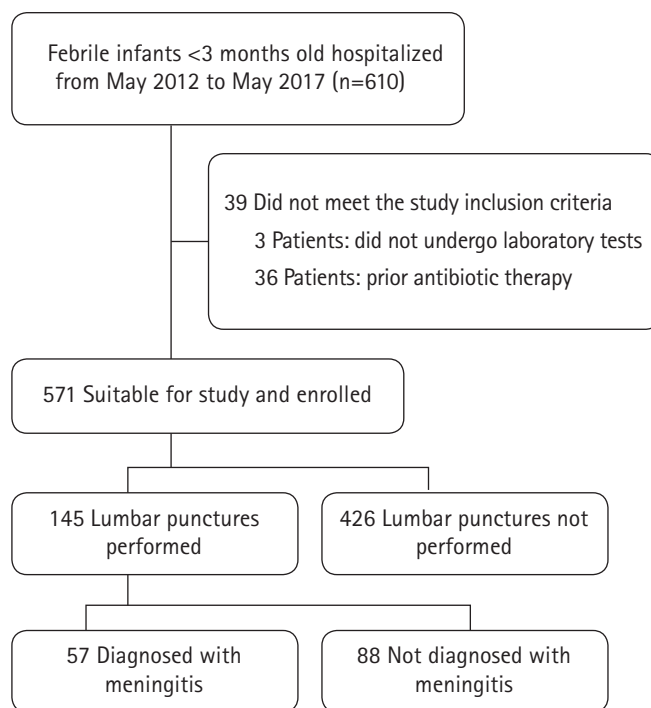 Febrile infants <3 months old hospitalized
from May 2012 to May 2017 (n=610)
39 Did not meet the study inclusion criteria
3 Patients: did not undergo laboratory tests
36 Patients: prior antibiotic therapy
571 Suitable for study and enrolled
145 Lumbar punctures
performed
426 Lumbar punctures not
performed
57 Diagnosed with
meningitis
88 Not diagnosed with
meningitis